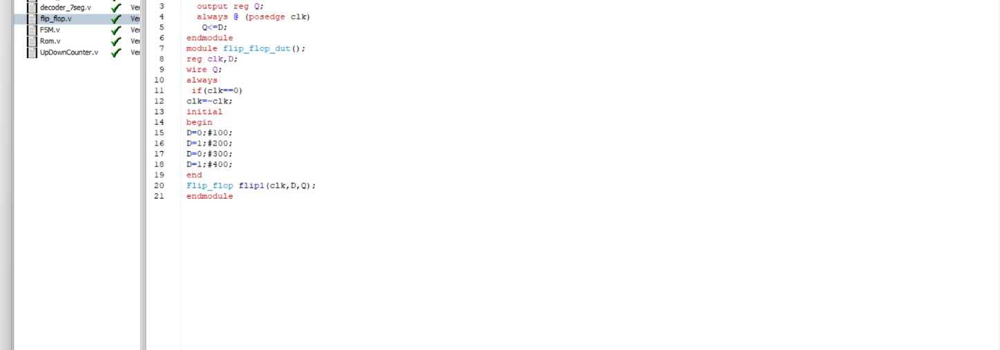 decoder_7seg.v Ver
flip_flop.v Ver
FSM.v Ver
Rom.v Ver
UpDownCounter.v Ver
3 output reg Q;
4 always @ (posedge clk)
5 Q<=D;
6 endmodule
7 module flip_flop_dut();
8 reg clk,D;
9 wire Q;
10 always
11 if(clk==0)
12 clk=~clk;
13 initial
14 begin
15 D=0;#100;
16 D=1;#200;
17 D=0;#300;
18 D=1;#400;
19 end
20 Flip_flop flip1(clk,D,Q);
21 endmodule